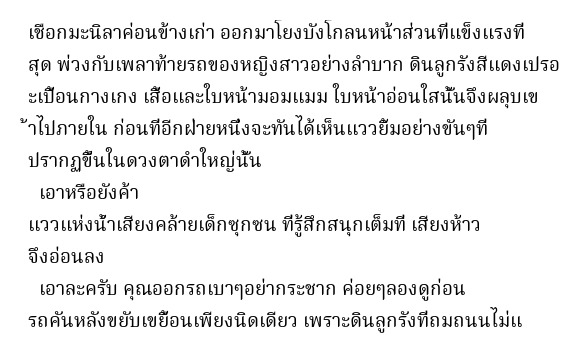 เชือกมะนิลาค่อนข้างเก่า ออกมาโยงบังโกลนหน้าส่วนที่แข็งแรงที่
สุด พ่วงกับเพลาท้ายรถของหญิงสาวอย่างลำบาก ดินลูกรังสีแดงเปรอ
ะเปื้อนกางเกง เสื้อและใบหน้ามอมแมม ใบหน้าอ่อนใสนั้นจึงผลุบเข
้าไปภายใน ก่อนที่อีกฝ่ายหนึ่งจะทันได้เห็นแววยิ้มอย่างขันๆที่
ปรากฏขึ้นในดวงตาดำใหญ่นั้น
เอาหรือยังค้า
แววแห่งน้ำเสียงคล้ายเด็กซุกซน ที่รู้สึกสนุกเต็มที่ เสียงห้าว
จึงอ่อนลง
เอาละครับ คุณออกรถเบาๆอย่ากระชาก ค่อยๆลองดูก่อน
รถคันหลังขยับเขยื้อนเพียงนิดเดียว เพราะดินลูกรังที่ถมถนนไม่แ